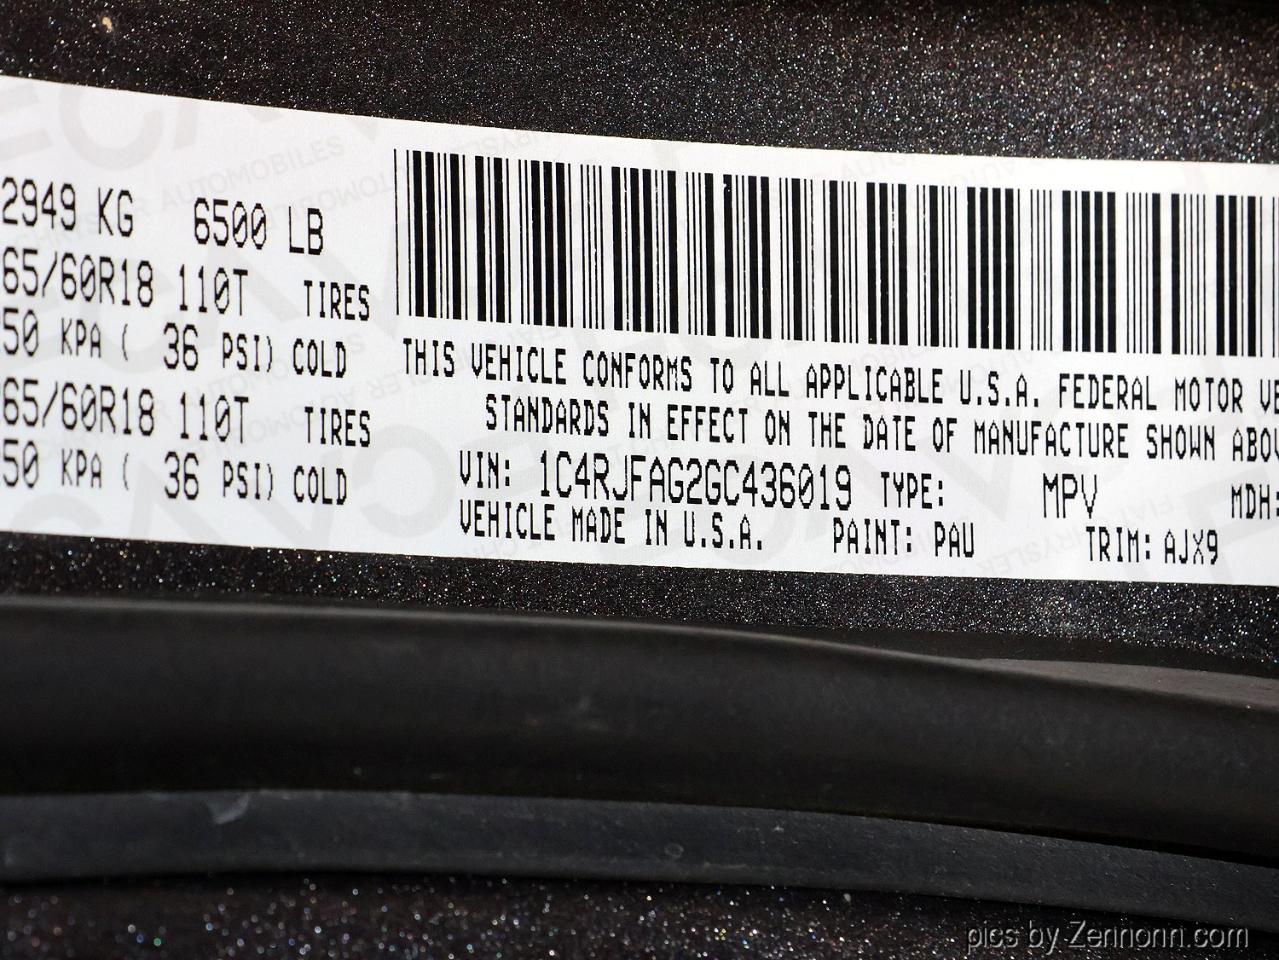 2949 KG 6500 LB
65/60R18 110T TIRES
50 KPA ( 36 PSI) COLD
65/60R18 110T TIRES
50 KPA ( 36 PSI) COLD
THIS VEHICLE CONFORMS TO ALL APPLICABLE U.S.A. FEDERAL MOTOR VE
STANDARDS IN EFFECT ON THE DATE OF MANUFACTURE SHOWN ABOV
VIN: 1C4RJFAG2GC436019 TYPE: MPV MDH:
VEHICLE MADE IN U.S.A. PAINT: PAU TRIM: AJX9
pics by Zennonn.com